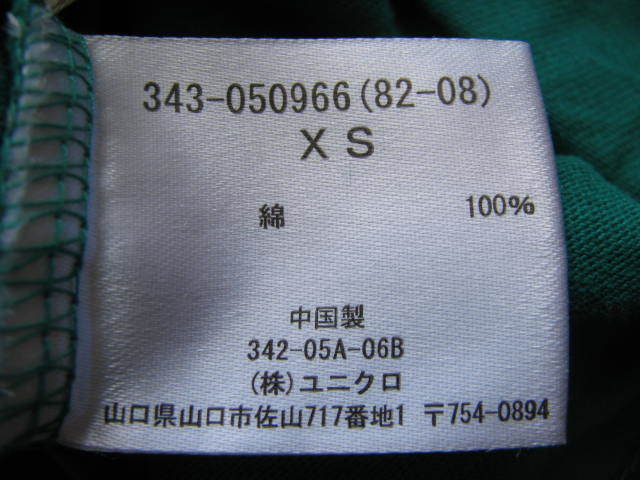 343-050966(82-08)
XS
綿 100%
中国製
342-05A-06B
(株)ユニクロ
山口県山口市佐山717番地1 〒754-0894